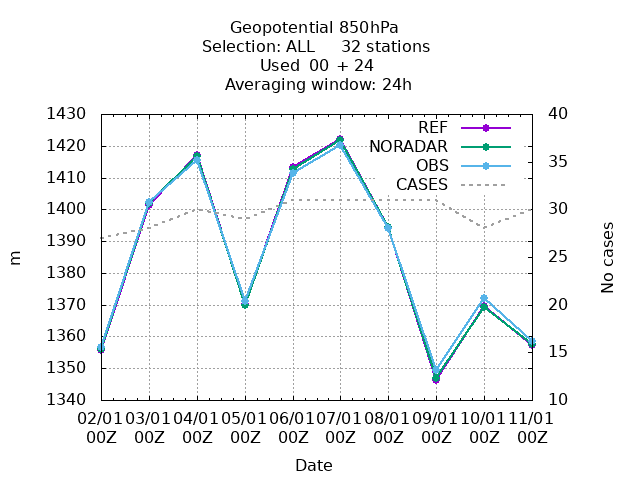 Geopotential 850hPa
Selection: ALL 32 stations
Used 00 + 24
Averaging window: 24h
1430 40
REF
1420 NORADAR
35
OBS
1410 CASES
1400 30
1390
25
1380
1370 20
1360
15
1350
1340 10
m
No cases
02/01 03/01 04/01 05/01 06/01 07/01 08/01 09/01 10/01 11/01
00Z 00Z 00Z 00Z 00Z 00Z 00Z 00Z 00Z 00Z
Date